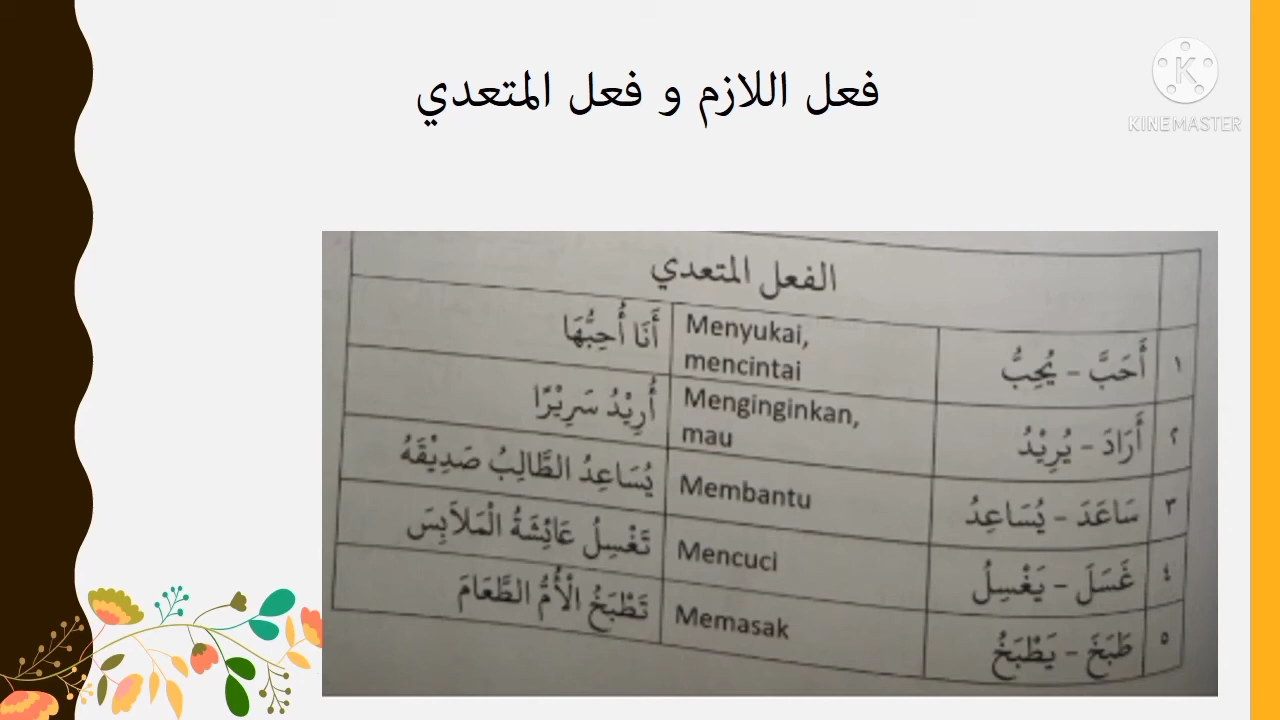 فعل اللازم و فعل المتعدي
K
KINEMASTER
الفعل المتعدي
١ أَحَبَّ – يُحِبُّ Menyukai, mencintai أَنَا أُحِبُّهَا
٢ أَرَادَ – يُرِيْدُ Menginginkan, mau أُرِيْدُ سَرِيْرًا
٣ سَاعَدَ – يُسَاعِدُ Membantu يُسَاعِدُ الطَّالِبُ صَدِيْقَهُ
٤ غَسَلَ – يَغْسِلُ Mencuci تَغْسِلُ عَائِشَةُ الْمَلَابِسَ
٥ طَبَخَ – يَطْبَخُ Memasak تَطْبَخُ الْأُمُّ الطَّعَامَ